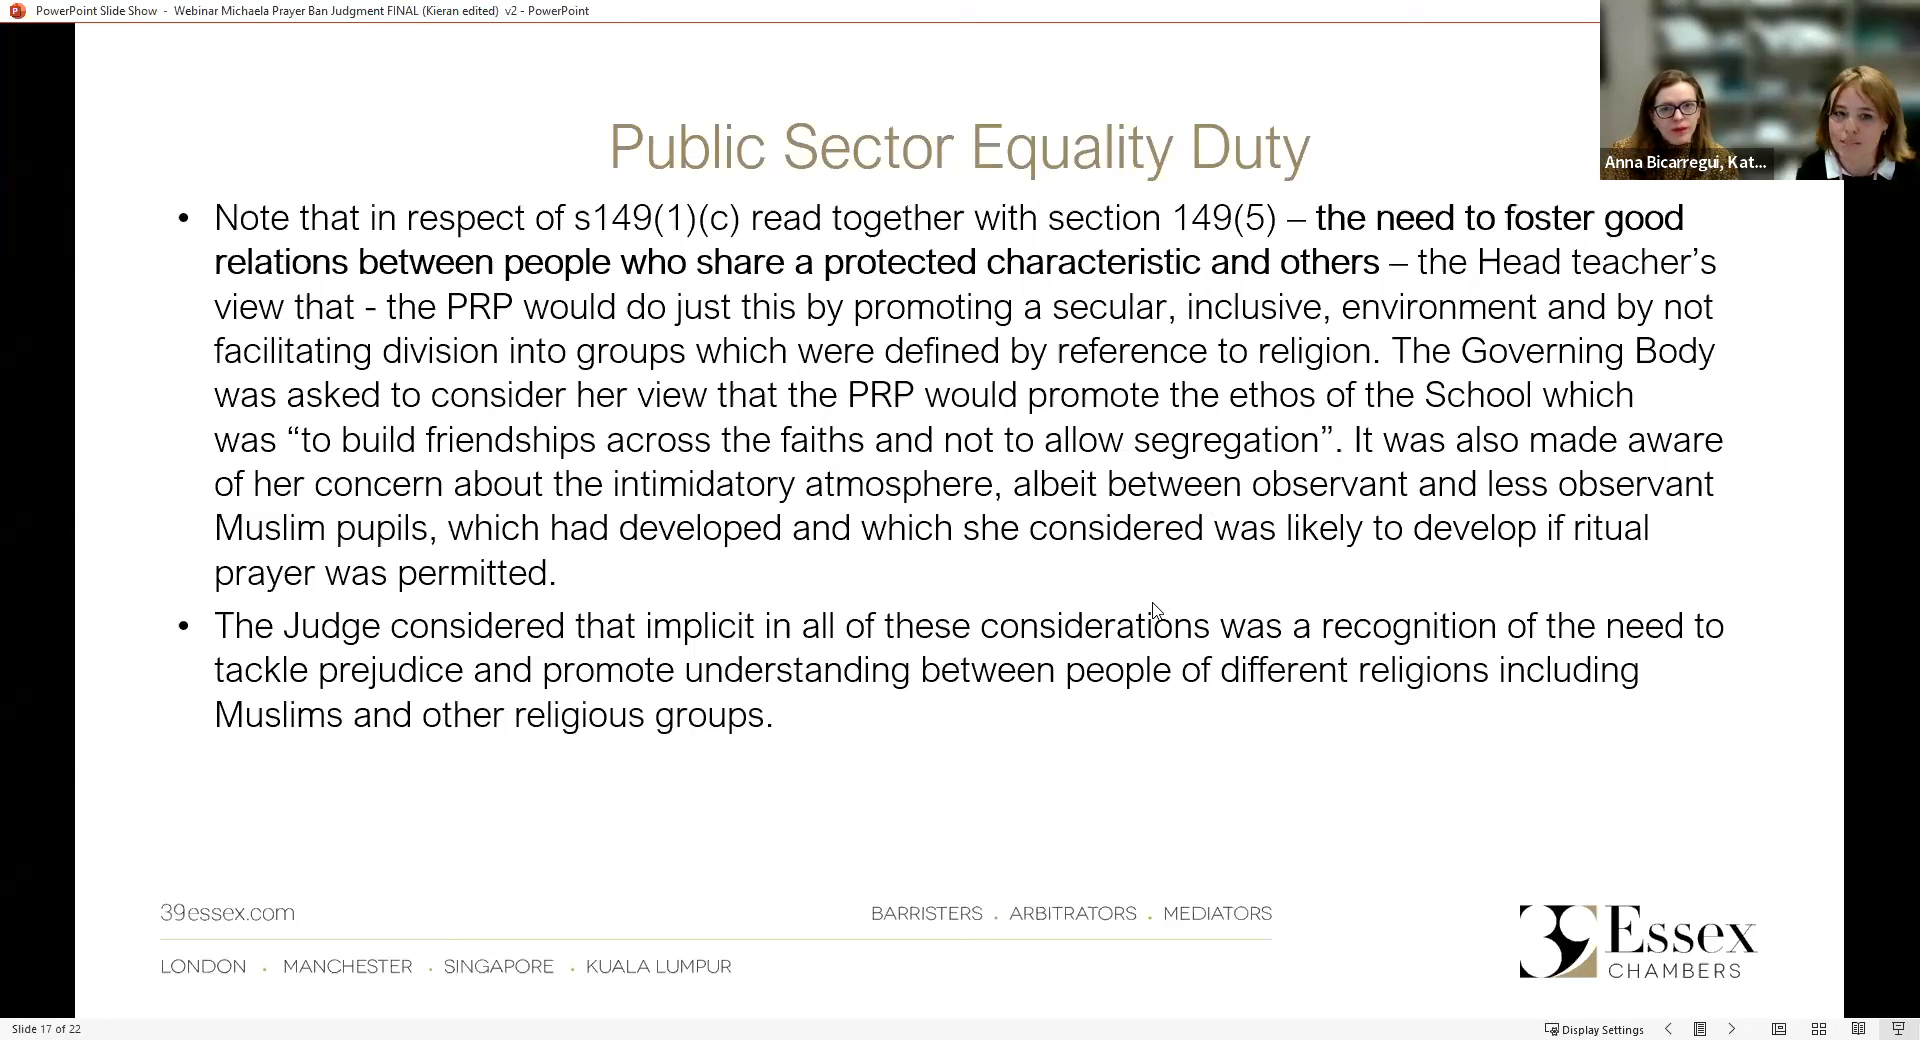 PowerPoint Slide Show - Webinar Michaela Prayer Ban Judgment FINAL (Kieran edited) v2 - PowerPoint
Anna Bicarregui, Kat...
Public Sector Equality Duty
• Note that in respect of s149(1)(c) read together with section 149(5) – the need to foster good
relations between people who share a protected characteristic and others – the Head teacher’s
view that - the PRP would do just this by promoting a secular, inclusive, environment and by not
facilitating division into groups which were defined by reference to religion. The Governing Body
was asked to consider her view that the PRP would promote the ethos of the School which
was “to build friendships across the faiths and not to allow segregation”. It was also made aware
of her concern about the intimidatory atmosphere, albeit between observant and less observant
Muslim pupils, which had developed and which she considered was likely to develop if ritual
prayer was permitted.
• The Judge considered that implicit in all of these considerations was a recognition of the need to
tackle prejudice and promote understanding between people of different religions including
Muslims and other religious groups.
39essex.com
BARRISTERS . ARBITRATORS . MEDIATORS
LONDON . MANCHESTER . SINGAPORE . KUALA LUMPUR
39 Essex
CHAMBERS
Slide 17 of 22
Display Settings